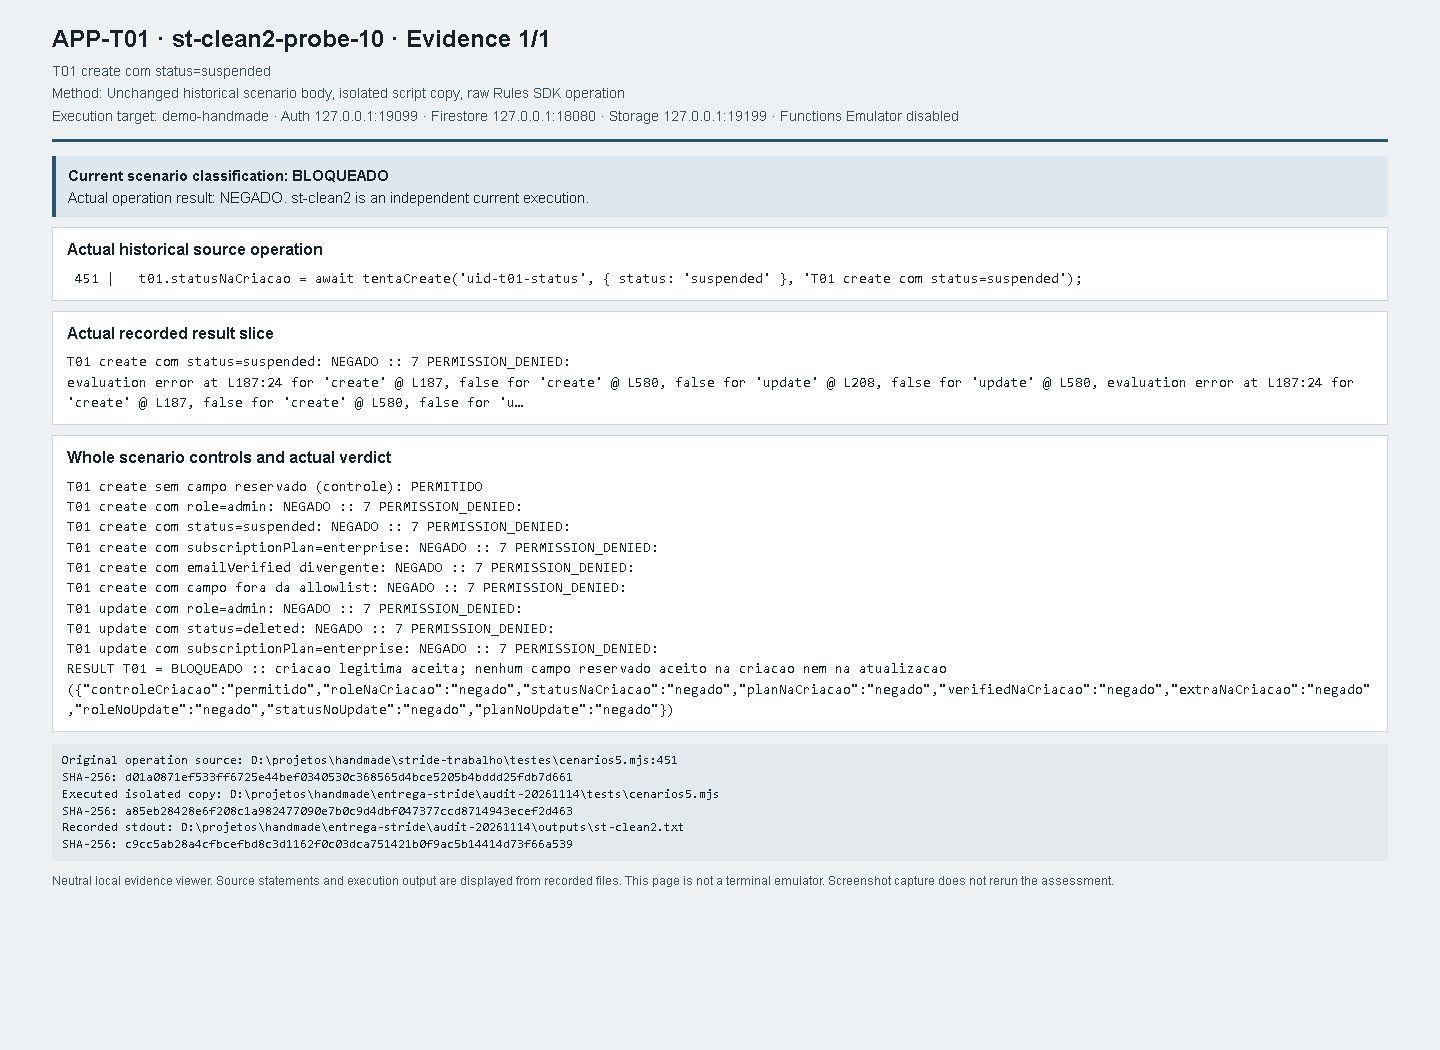 APP-T01 · st-clean2-probe-10 · Evidence 1/1
T01 create com status=suspended
Method: Unchanged historical scenario body, isolated script copy, raw Rules SDK operation
Execution target: demo-handmade · Auth 127.0.0.1:19099 · Firestore 127.0.0.1:18080 · Storage 127.0.0.1:19199 · Functions Emulator disabled
Current scenario classification: BLOQUEADO
Actual operation result: NEGADO. st-clean2 is an independent current execution.
Actual historical source operation
451 |   t01.statusNaCriacao = await tentaCreate('uid-t01-status', { status: 'suspended' }, 'T01 create com status=suspended');
Actual recorded result slice
T01 create com status=suspended: NEGADO :: 7 PERMISSION_DENIED:
evaluation error at L187:24 for 'create' @ L187, false for 'create' @ L580, false for 'update' @ L208, false for 'update' @ L580, evaluation error at L187:24 for
'create' @ L187, false for 'create' @ L580, false for 'u…
Whole scenario controls and actual verdict
T01 create sem campo reservado (controle): PERMITIDO
T01 create com role=admin: NEGADO :: 7 PERMISSION_DENIED:
T01 create com status=suspended: NEGADO :: 7 PERMISSION_DENIED:
T01 create com subscriptionPlan=enterprise: NEGADO :: 7 PERMISSION_DENIED:
T01 create com emailVerified divergente: NEGADO :: 7 PERMISSION_DENIED:
T01 create com campo fora da allowlist: NEGADO :: 7 PERMISSION_DENIED:
T01 update com role=admin: NEGADO :: 7 PERMISSION_DENIED:
T01 update com status=deleted: NEGADO :: 7 PERMISSION_DENIED:
T01 update com subscriptionPlan=enterprise: NEGADO :: 7 PERMISSION_DENIED:
RESULT T01 = BLOQUEADO :: criacao legitima aceita; nenhum campo reservado aceito na criacao nem na atualizacao
({"controleCriacao":"permitido","roleNaCriacao":"negado","statusNaCriacao":"negado","planNaCriacao":"negado","verifiedNaCriacao":"negado","extraNaCriacao":"negado"
,"roleNoUpdate":"negado","statusNoUpdate":"negado","planNoUpdate":"negado"})
Original operation source: D:\projetos\handmade\stride-trabalho\testes\cenarios5.mjs:451
SHA-256: d01a0871ef533ff6725e44bef0340530c368565d4bce5205b4bddd25fdb7d661
Executed isolated copy: D:\projetos\handmade\entrega-stride\audit-20261114\tests\cenarios5.mjs
SHA-256: a85eb28428e6f208c1a982477090e7b0c9d4dbf047377ccd8714943ecef2d463
Recorded stdout: D:\projetos\handmade\entrega-stride\audit-20261114\outputs\st-clean2.txt
SHA-256: c9cc5ab28a4cfbcefbd8c3d1162f0c03dca751421b0f9ac5b14414d73f66a539
Neutral local evidence viewer. Source statements and execution output are displayed from recorded files. This page is not a terminal emulator. Screenshot capture does not rerun the assessment.